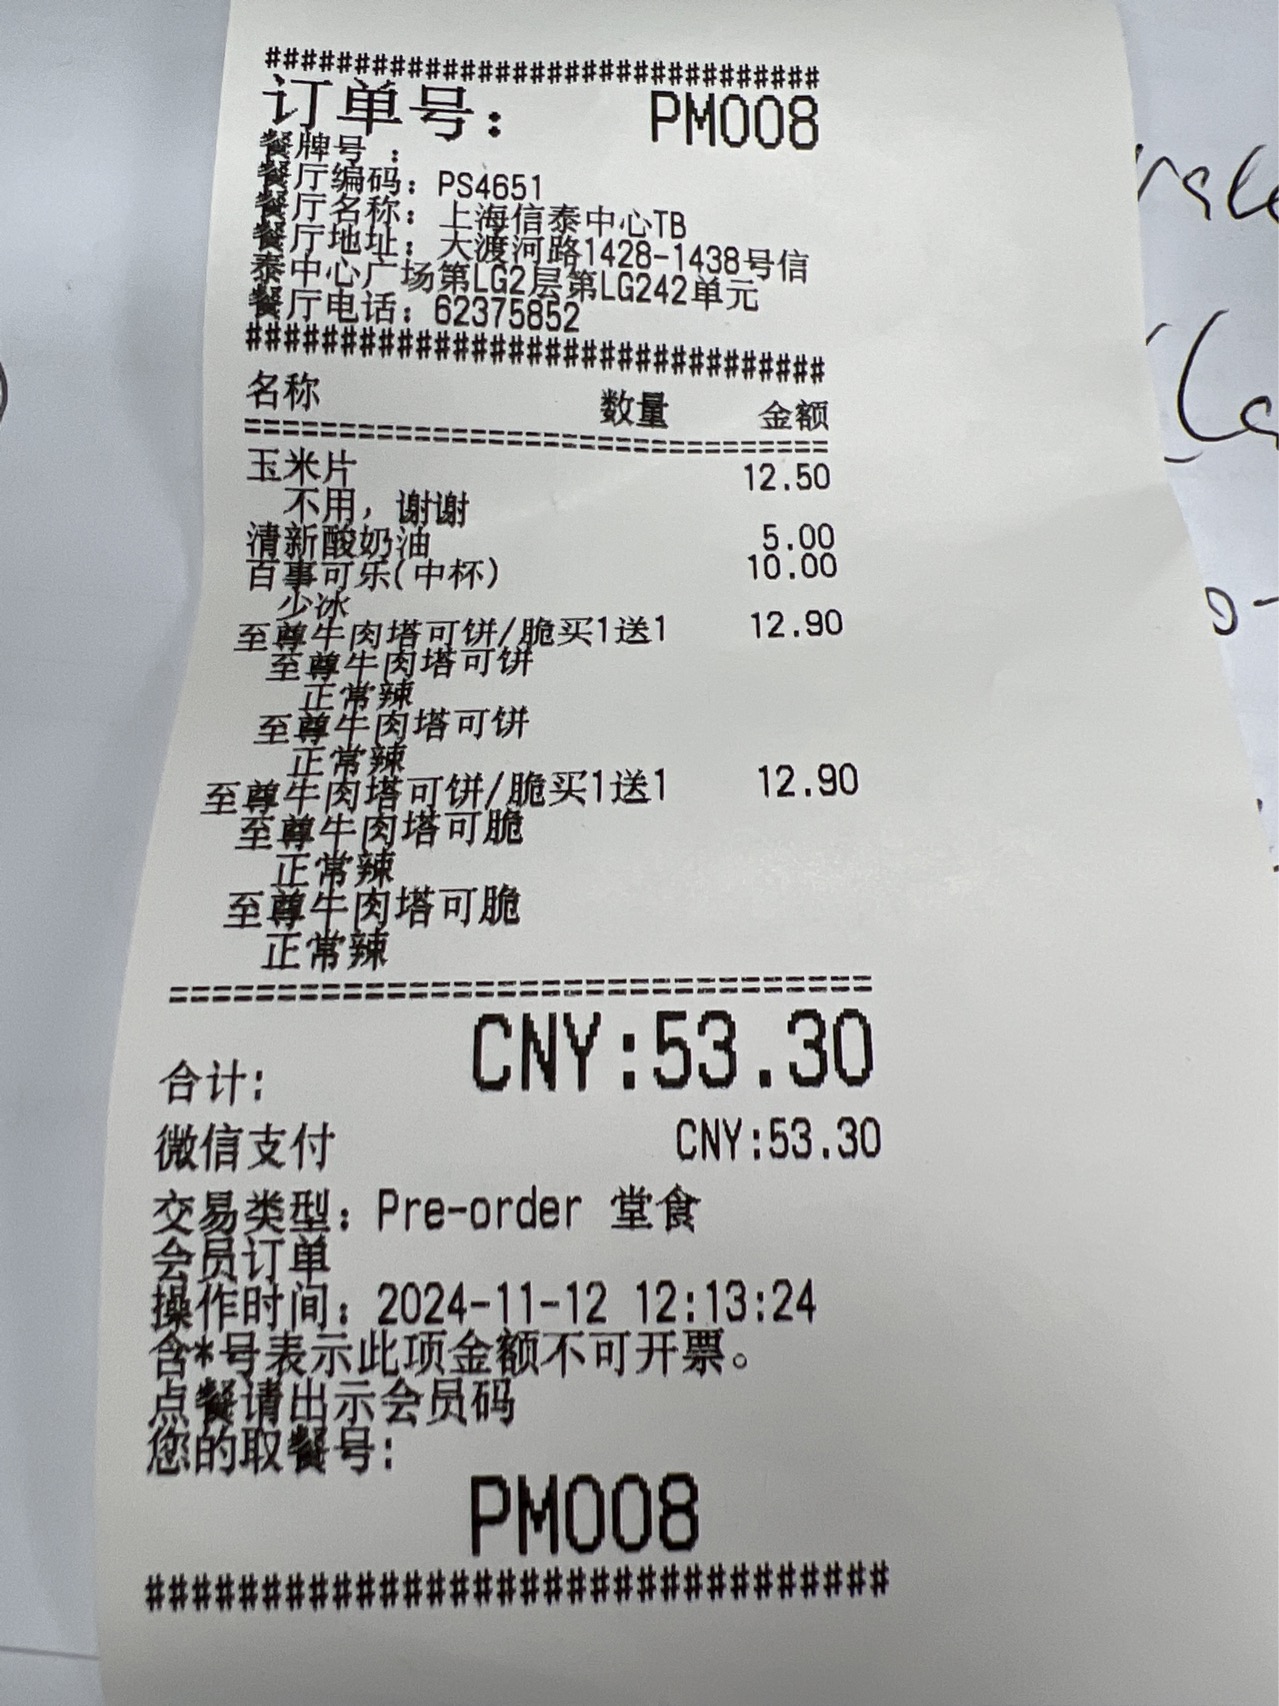 ###############################
订单号： PM008
餐牌号：
餐厅编码：PS4651
餐厅名称：上海信泰中心TB
餐厅地址：大渡河路1428-1438号信
泰中心广场第LG2层第LG242单元
餐厅电话：62375852
###############################
名称 数量 金额
===============================
玉米片 12.50
不用，谢谢
清新酸奶油 5.00
百事可乐(中杯) 10.00
少冰
至尊牛肉塔可饼/脆买1送1 12.90
至尊牛肉塔可饼
正常辣
至尊牛肉塔可饼
正常辣
至尊牛肉塔可饼/脆买1送1 12.90
至尊牛肉塔可脆
正常辣
至尊牛肉塔可脆
正常辣
===============================
合计: CNY:53.30
微信支付 CNY:53.30
交易类型：Pre-order 堂食
会员订单
操作时间：2024-11-12 12:13:24
含*号表示此项金额不可开票。
点餐请出示会员码
您的取餐号:
PM008
###############################